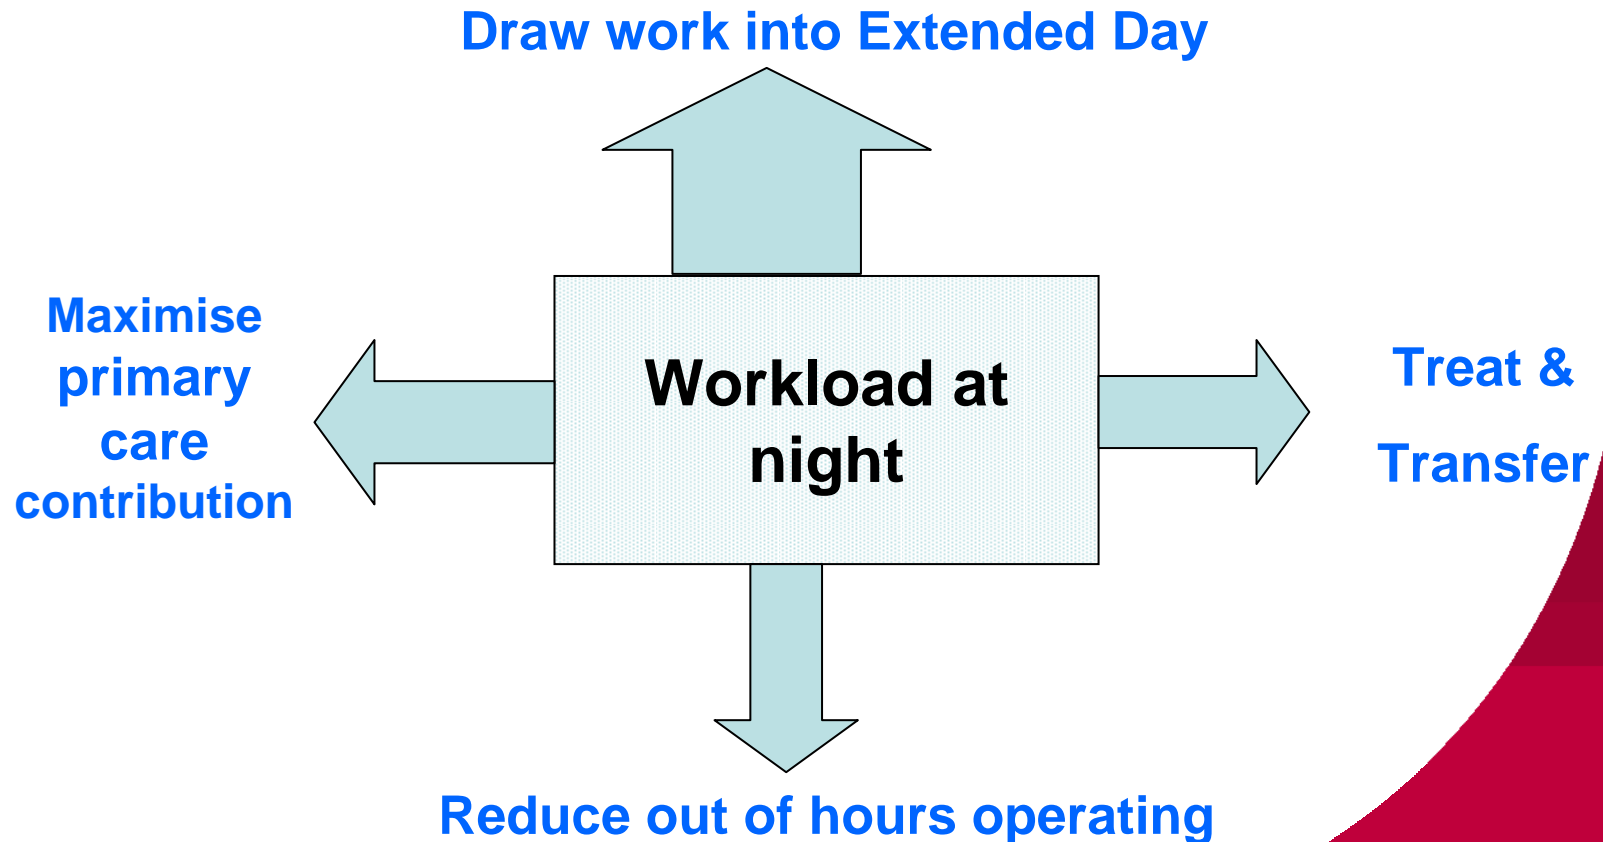 Draw work into Extended Day
Maximise
primary
care
contribution
Workload at
night
Treat &
Transfer
Reduce out of hours operating